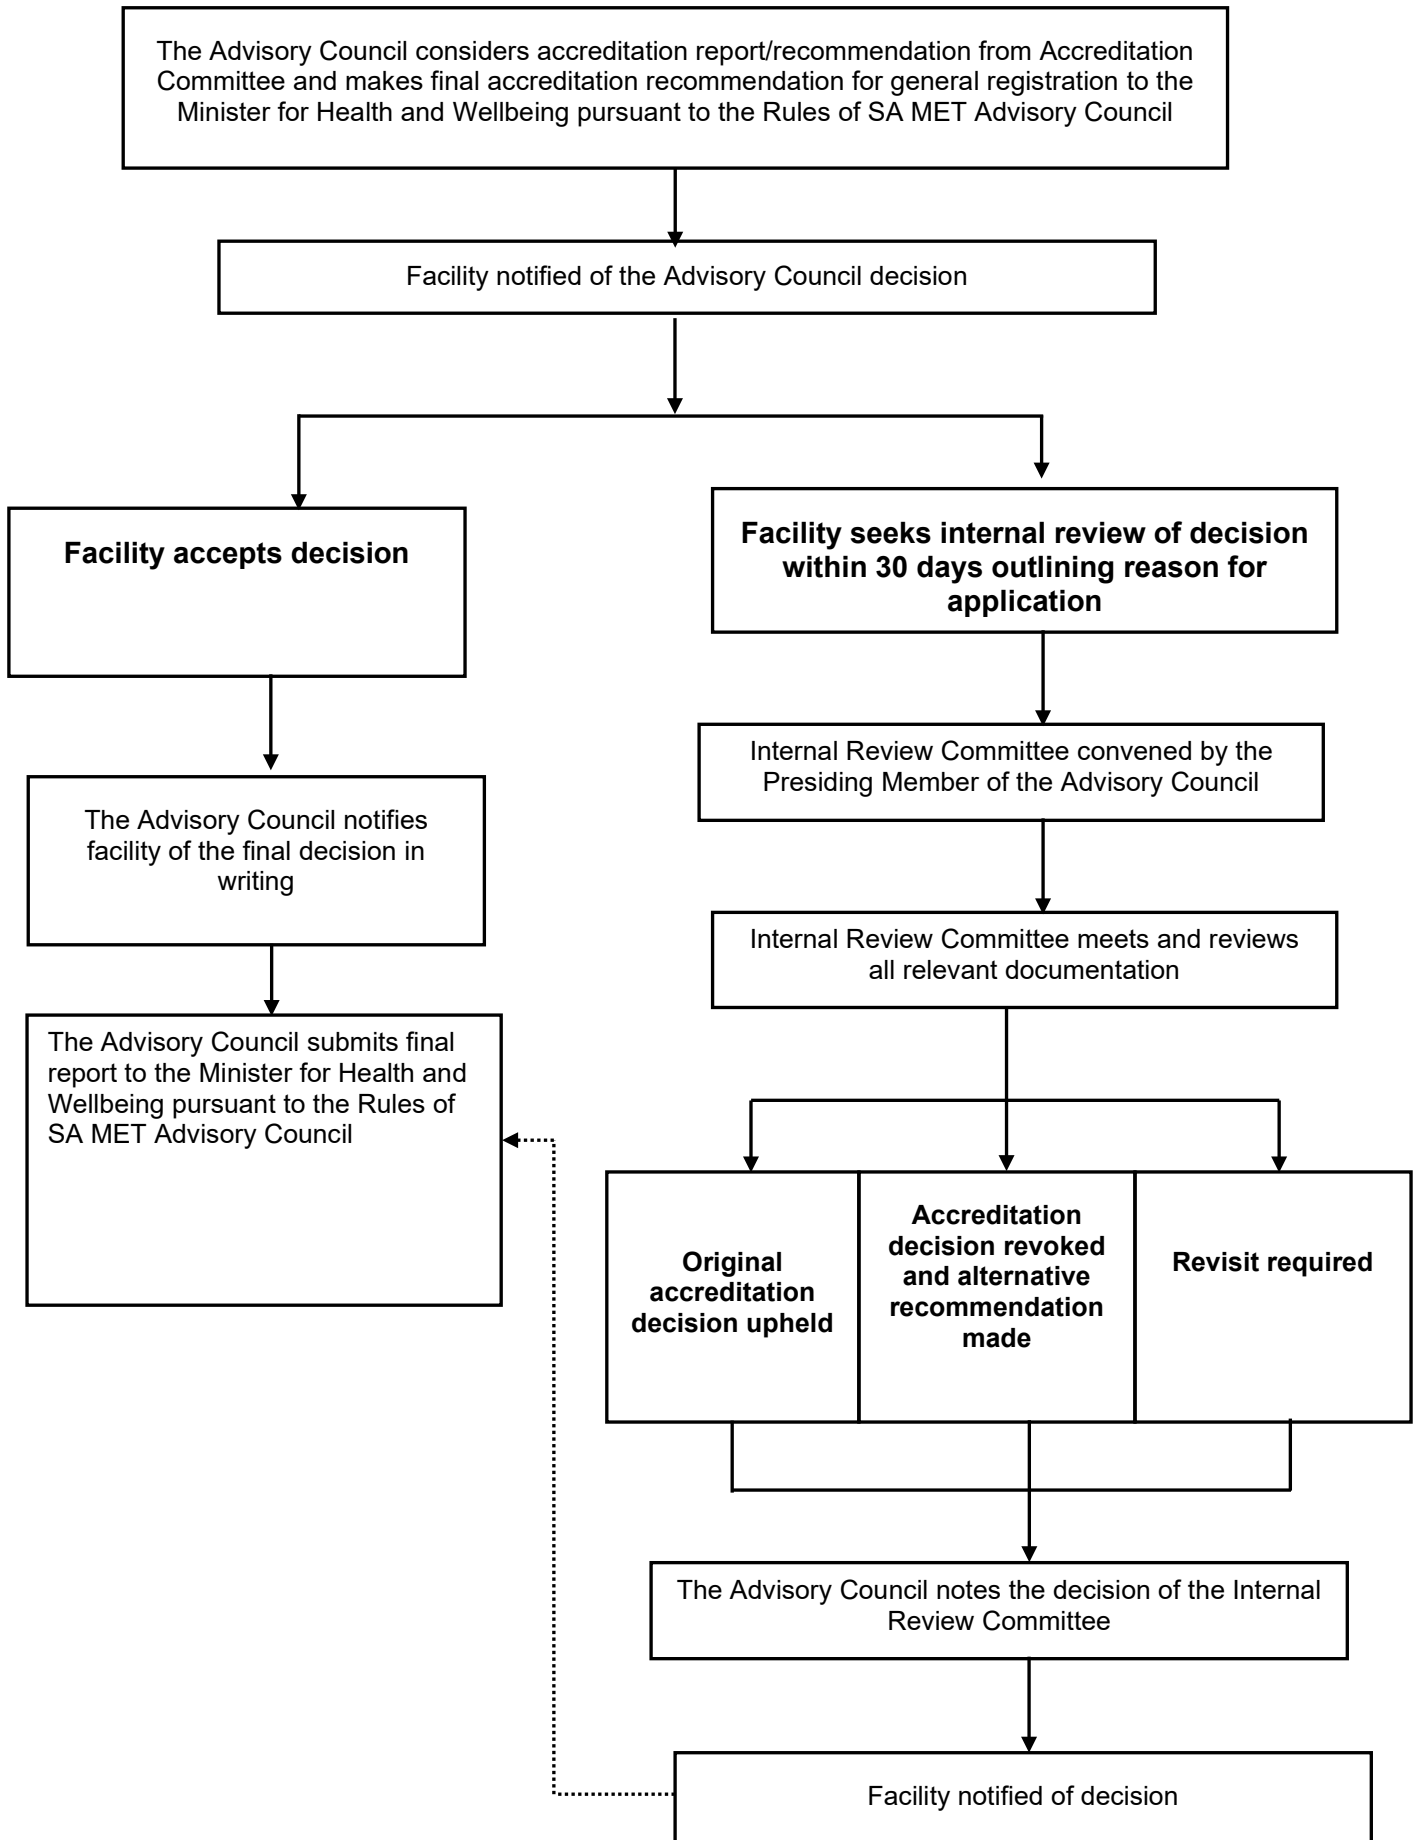 The Advisory Council considers accreditation report/recommendation from Accreditation
Committee and makes final accreditation recommendation for general registration to the
Minister for Health and Wellbeing pursuant to the Rules of SA MET Advisory Council
Facility notified of the Advisory Council decision
Facility accepts decision
Facility seeks internal review of decision
within 30 days outlining reason for
application
The Advisory Council notifies
facility of the final decision in
writing
Internal Review Committee convened by the
Presiding Member of the Advisory Council
Internal Review Committee meets and reviews
all relevant documentation
The Advisory Council submits final
report to the Minister for Health and
Wellbeing pursuant to the Rules of
SA MET Advisory Council
Original
accreditation
decision upheld
Accreditation
decision revoked
and alternative
recommendation
made
Revisit required
The Advisory Council notes the decision of the Internal
Review Committee
Facility notified of decision